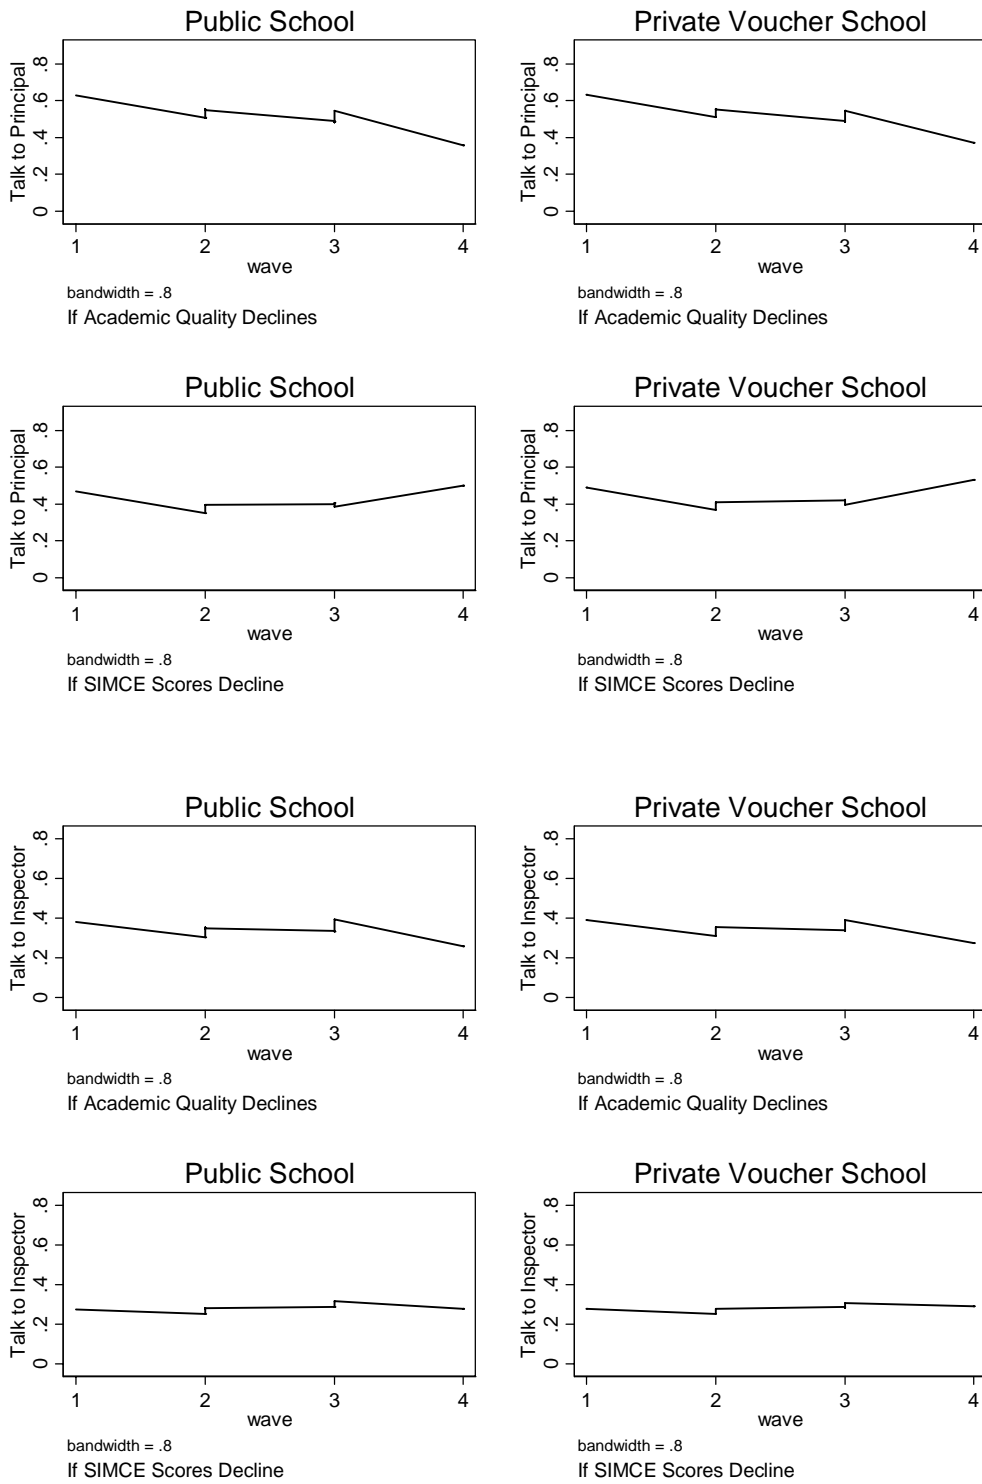 Public School
Talk to Principal
.8
.6
.4
.2
0
1 2 3 4
wave
bandwidth = .8
If Academic Quality Declines
Private Voucher School
Talk to Principal
.8
.6
.4
.2
0
1 2 3 4
wave
bandwidth = .8
If Academic Quality Declines
Public School
Talk to Principal
.8
.6
.4
.2
0
1 2 3 4
wave
bandwidth = .8
If SIMCE Scores Decline
Private Voucher School
Talk to Principal
.8
.6
.4
.2
0
1 2 3 4
wave
bandwidth = .8
If SIMCE Scores Decline
Public School
Talk to Inspector
.8
.6
.4
.2
0
1 2 3 4
wave
bandwidth = .8
If Academic Quality Declines
Private Voucher School
Talk to Inspector
.8
.6
.4
.2
0
1 2 3 4
wave
bandwidth = .8
If Academic Quality Declines
Public School
Talk to Inspector
.8
.6
.4
.2
0
1 2 3 4
wave
bandwidth = .8
If SIMCE Scores Decline
Private Voucher School
Talk to Inspector
.8
.6
.4
.2
0
1 2 3 4
wave
bandwidth = .8
If SIMCE Scores Decline